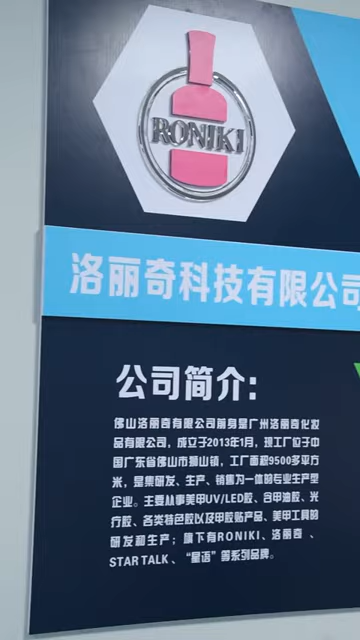 RONIKI
洛丽奇科技有限公司
公司简介：
佛山洛丽奇有限公司前身是广州洛丽奇化妆
品有限公司，成立于2013年1月，现工厂位于中
国广东省佛山市狮山镇，工厂面积9500多平方
米，是集研发、生产、销售为一体的专业生产型
企业。主要从事美甲UV/LED胶、含甲油胶、光
疗胶、各类特色胶以及甲胶贴产品、美甲工具的
研发和生产；旗下有RONIKI、洛丽奇、
STAR TALK、“星语”等系列品牌。